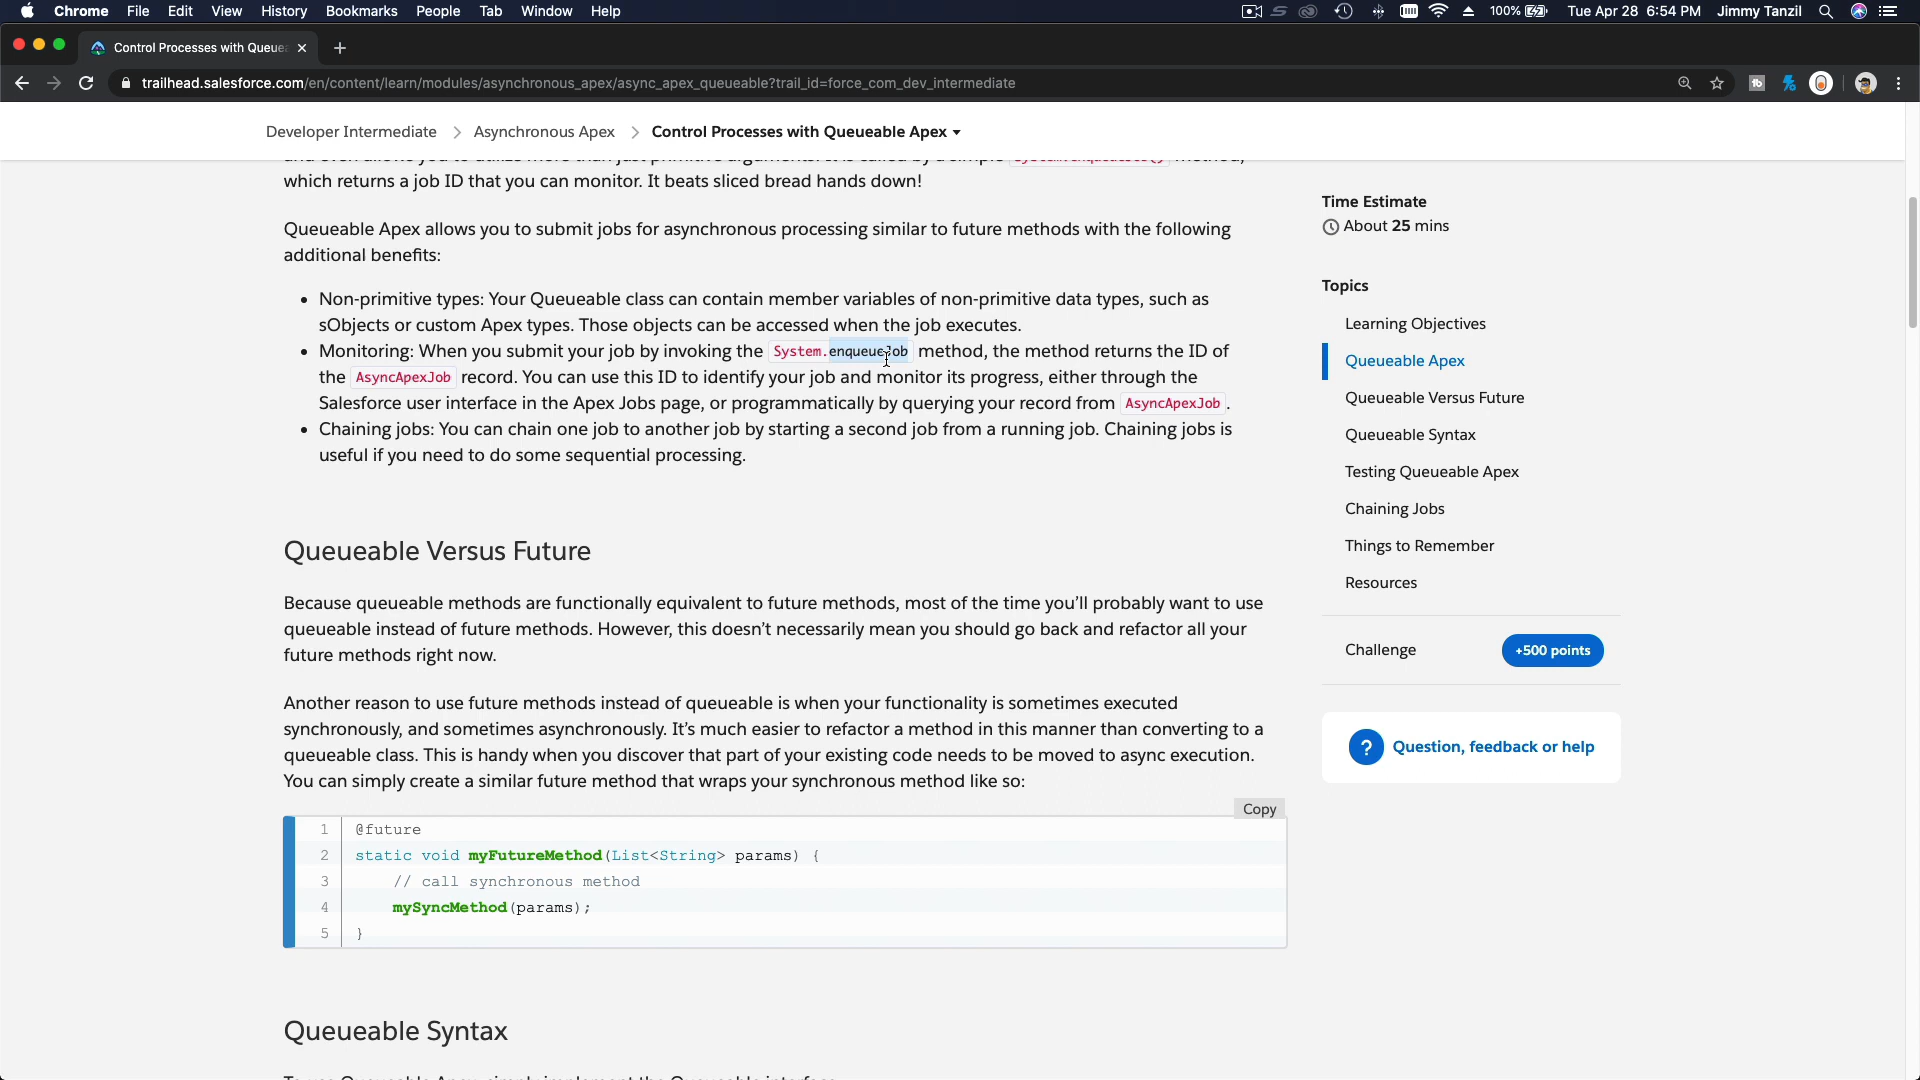 Chrome File Edit View History Bookmarks People Tab Window Help 100% Tue Apr 28 6:54 PM Jimmy Tanzil
Control Processes with Queue
trailhead.salesforce.com/en/content/learn/modules/asynchronous_apex/async_apex_queueable?trail_id=force_com_dev_intermediate
Developer Intermediate > Asynchronous Apex > Control Processes with Queueable Apex
which returns a job ID that you can monitor. It beats sliced bread hands down!
Queueable Apex allows you to submit jobs for asynchronous processing similar to future methods with the following
additional benefits:
• Non-primitive types: Your Queueable class can contain member variables of non-primitive data types, such as
sObjects or custom Apex types. Those objects can be accessed when the job executes.
• Monitoring: When you submit your job by invoking the System.enqueueJob method, the method returns the ID of
the AsyncApexJob record. You can use this ID to identify your job and monitor its progress, either through the
Salesforce user interface in the Apex Jobs page, or programmatically by querying your record from AsyncApexJob.
• Chaining jobs: You can chain one job to another job by starting a second job from a running job. Chaining jobs is
useful if you need to do some sequential processing.
Queueable Versus Future
Because queueable methods are functionally equivalent to future methods, most of the time you’ll probably want to use
queueable instead of future methods. However, this doesn’t necessarily mean you should go back and refactor all your
future methods right now.
Another reason to use future methods instead of queueable is when your functionality is sometimes executed
synchronously, and sometimes asynchronously. It’s much easier to refactor a method in this manner than converting to a
queueable class. This is handy when you discover that part of your existing code needs to be moved to async execution.
You can simply create a similar future method that wraps your synchronous method like so:
Copy
1 @future
2 static void myFutureMethod(List<String> params) {
3 // call synchronous method
4 mySyncMethod(params);
5 }
Queueable Syntax
Time Estimate
About 25 mins
Topics
Learning Objectives
Queueable Apex
Queueable Versus Future
Queueable Syntax
Testing Queueable Apex
Chaining Jobs
Things to Remember
Resources
Challenge +500 points
? Question, feedback or help